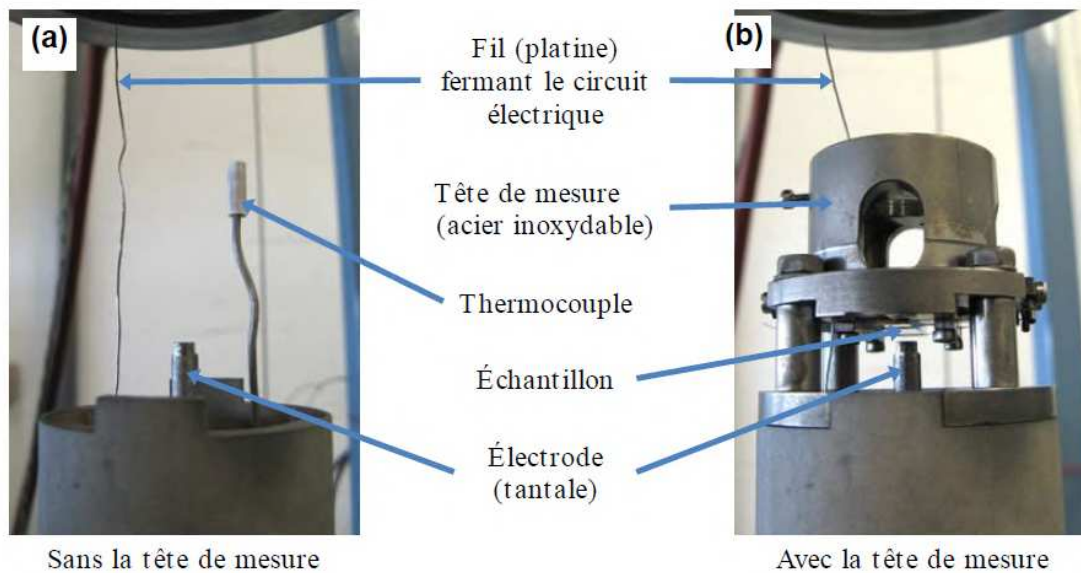 (a)
(b)
Fil (platine)
fermant le circuit
électrique
Tête de mesure
(acier inoxydable)
Thermocouple
Échantillon
Électrode
(tantale)
Sans la tête de mesure
Avec la tête de mesure